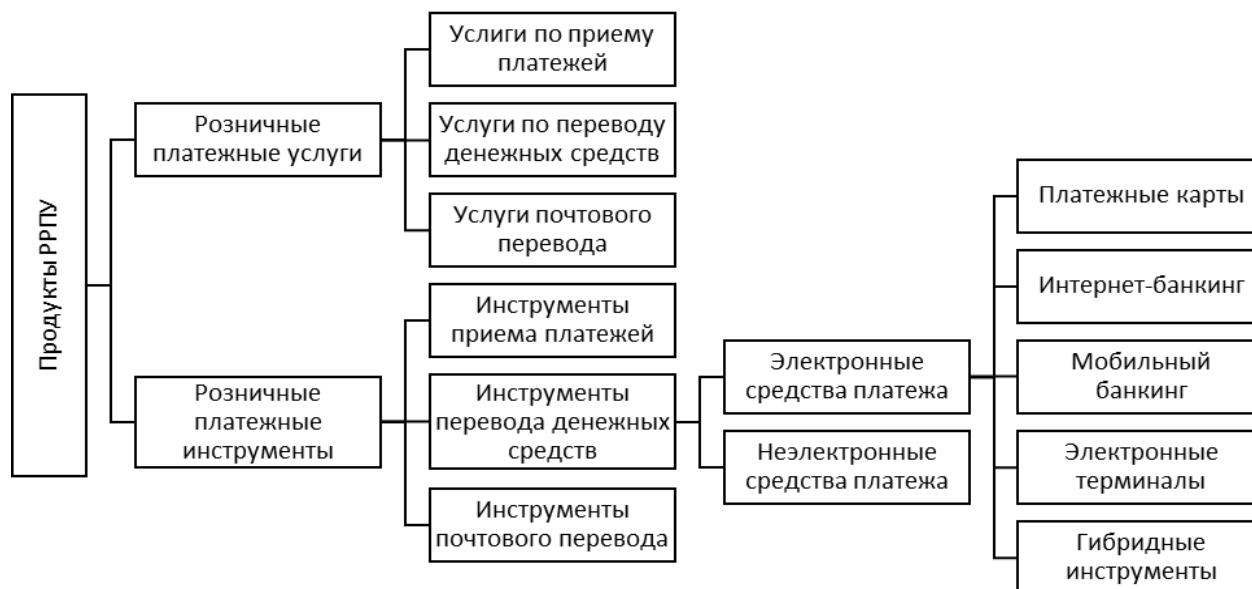 Продукты РРПУ
Розничные
платежные услуги
Услиги по приему
платежей
Услуги по переводу
денежных средств
Услуги почтового
перевода
Розничные
платежные
инструменты
Инструменты
приема платежей
Инструменты
перевода денежных
средств
Инструменты
почтового перевода
Электронные
средства платежа
Неэлектронные
средства платежа
Платежные карты
Интернет-банкинг
Мобильный
банкинг
Электронные
терминалы
Гибридные
инструменты